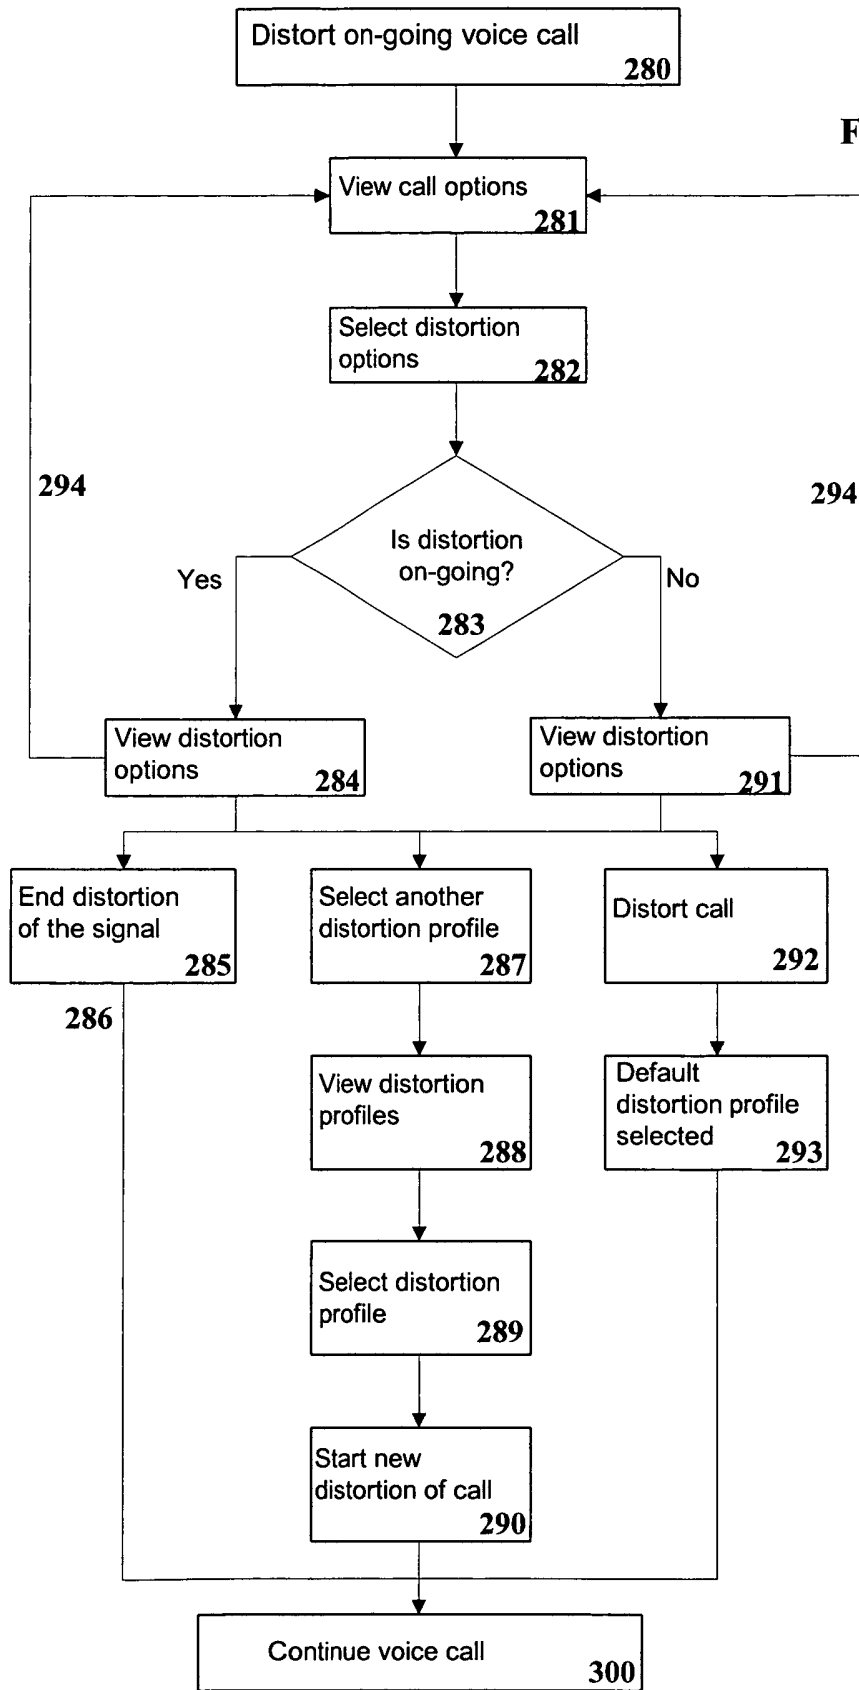 Distort on-going voice call
280
F
View call options
281
Select distortion
options
282
294
294
Is distortion
on-going?
283
Yes
No
View distortion
options
284
View distortion
options
291
End distortion
of the signal
285
Select another
distortion profile
287
Distort call
292
286
View distortion
profiles
288
Default
distortion profile
selected
293
Select distortion
profile
289
Start new
distortion of call
290
Continue voice call
300